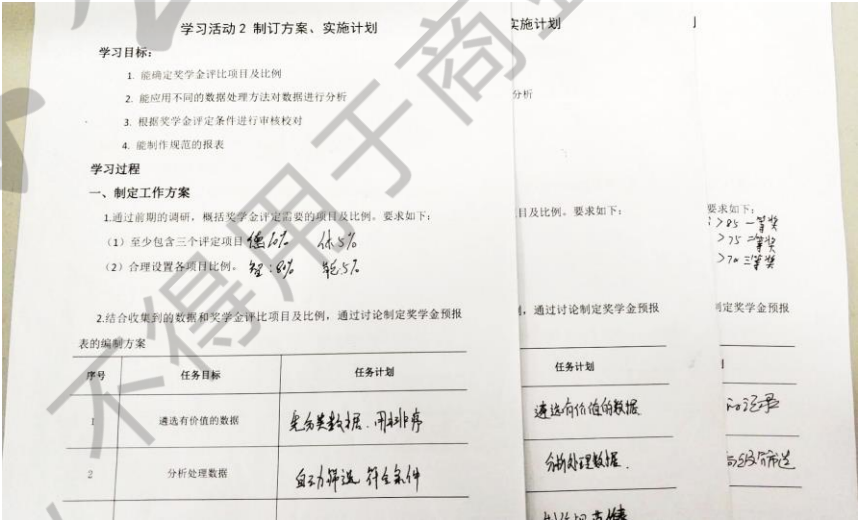 学习活动 2 制订方案、实施计划
学习目标：
1. 能确定奖学金评比项目及比例
2. 能应用不同的数据处理方法对数据进行分析
3. 根据奖学金评定条件进行审核校对
4. 能制作规范的报表
学习过程
一、制定工作方案
1.通过前期的调研，概括奖学金评定需要的项目及比例。要求如下：
（1）至少包含三个评定项目 德10% 体5%
（2）合理设置各项目比例。 智：80% 能5%
2.结合收集到的数据和奖学金评比项目及比例，通过讨论制定奖学金预报
表的编制方案
序号 任务目标 任务计划
1 遴选有价值的数据 先分类数据、用排序
2 分析处理数据 自动筛选 符合条件
实施计划
分析
目及比例。要求如下：
，通过讨论制定奖学金预报
任务计划
遴选有价值的数据
分析处理数据.
要求如下：
>85 一等奖
>75 二等奖
>70 三等奖
制定奖学金预报
高级筛选
不得用于商业